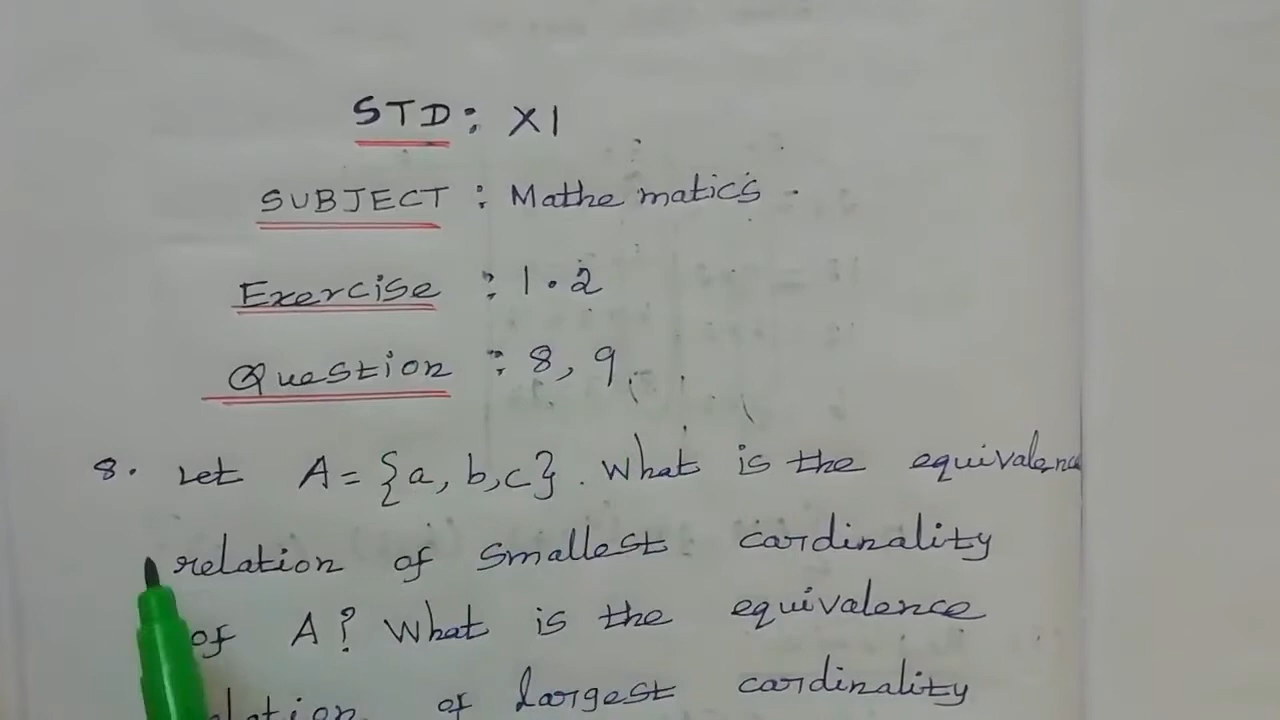 STD: XI
SUBJECT : Mathematics.
Exercise : 1.2
Question : 8, 9.
8. Let A = {a, b, c}. What is the equivalence
relation of smallest cardinality
of A? What is the equivalence
of largest cardinality